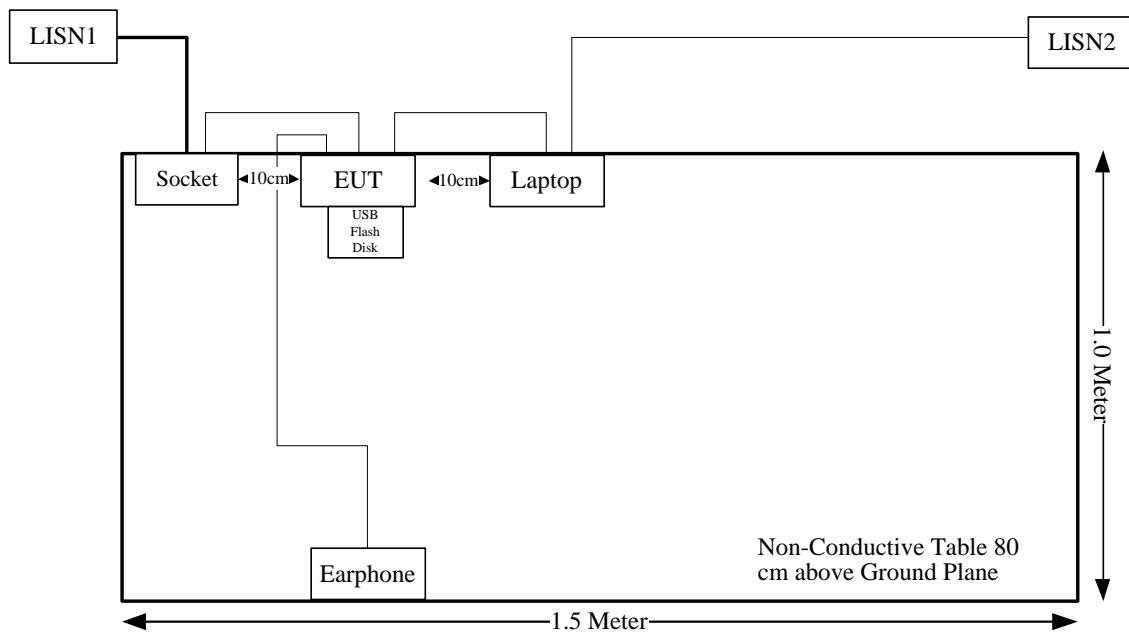 LISN1
LISN2
Socket
10cm
EUT
10cm
Laptop
USB
Flash
Disk
1.0 Meter
Non-Conductive Table 80
cm above Ground Plane
Earphone
1.5 Meter